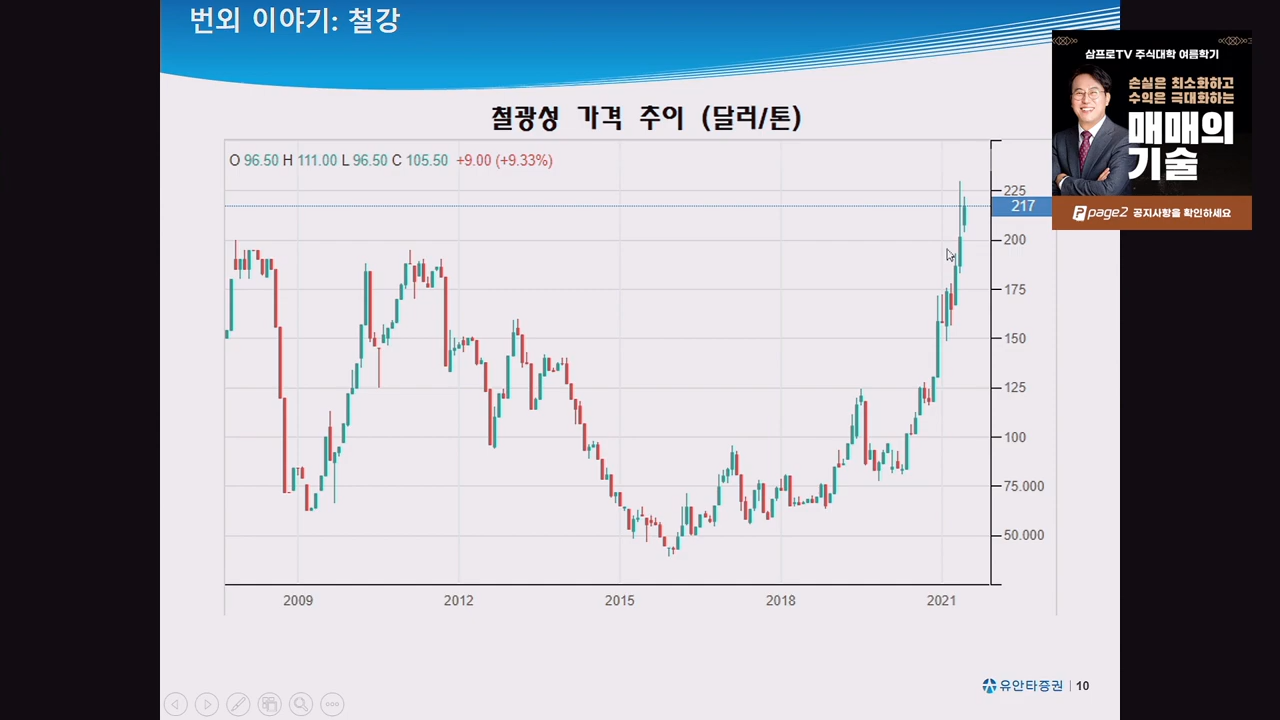 번외 이야기: 철강
삼프로TV 주식대학 여름학기
손실은 최소화하고
수익은 극대화하는
매매의
기술
page2 공지사항을 확인하세요
철광석 가격 추이 (달러/톤)
O 96.50 H 111.00 L 96.50 C 105.50 +9.00 (+9.33%)
225
217
200
175
150
125
100
75.000
50.000
2009 2012 2015 2018 2021
유안타증권 | 10